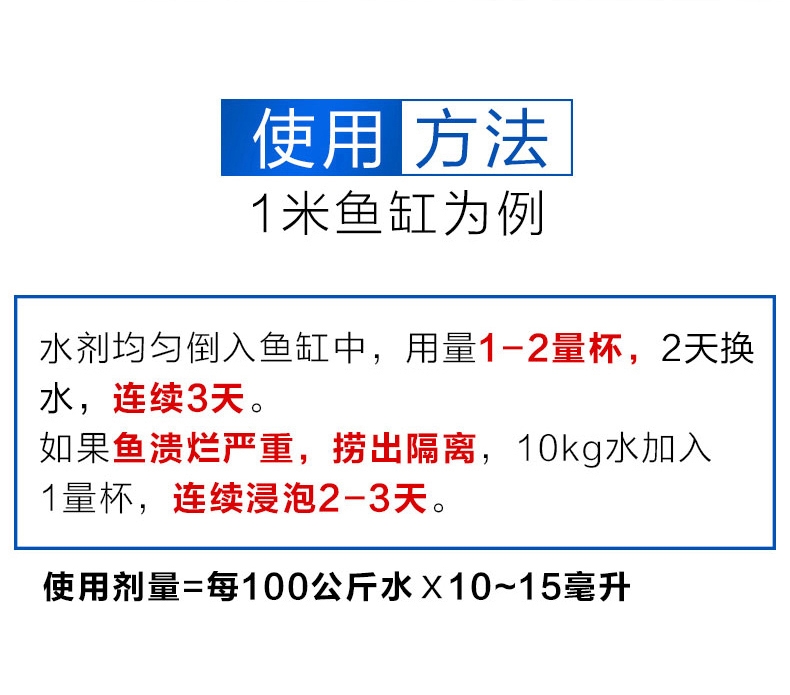 使用方法
1米鱼缸为例
水剂均匀倒入鱼缸中，用量1-2量杯，2天换
水，连续3天。
如果鱼溃烂严重，捞出隔离，10kg水加入
1量杯，连续浸泡2-3天。
使用剂量=每100公斤水X10~15毫升